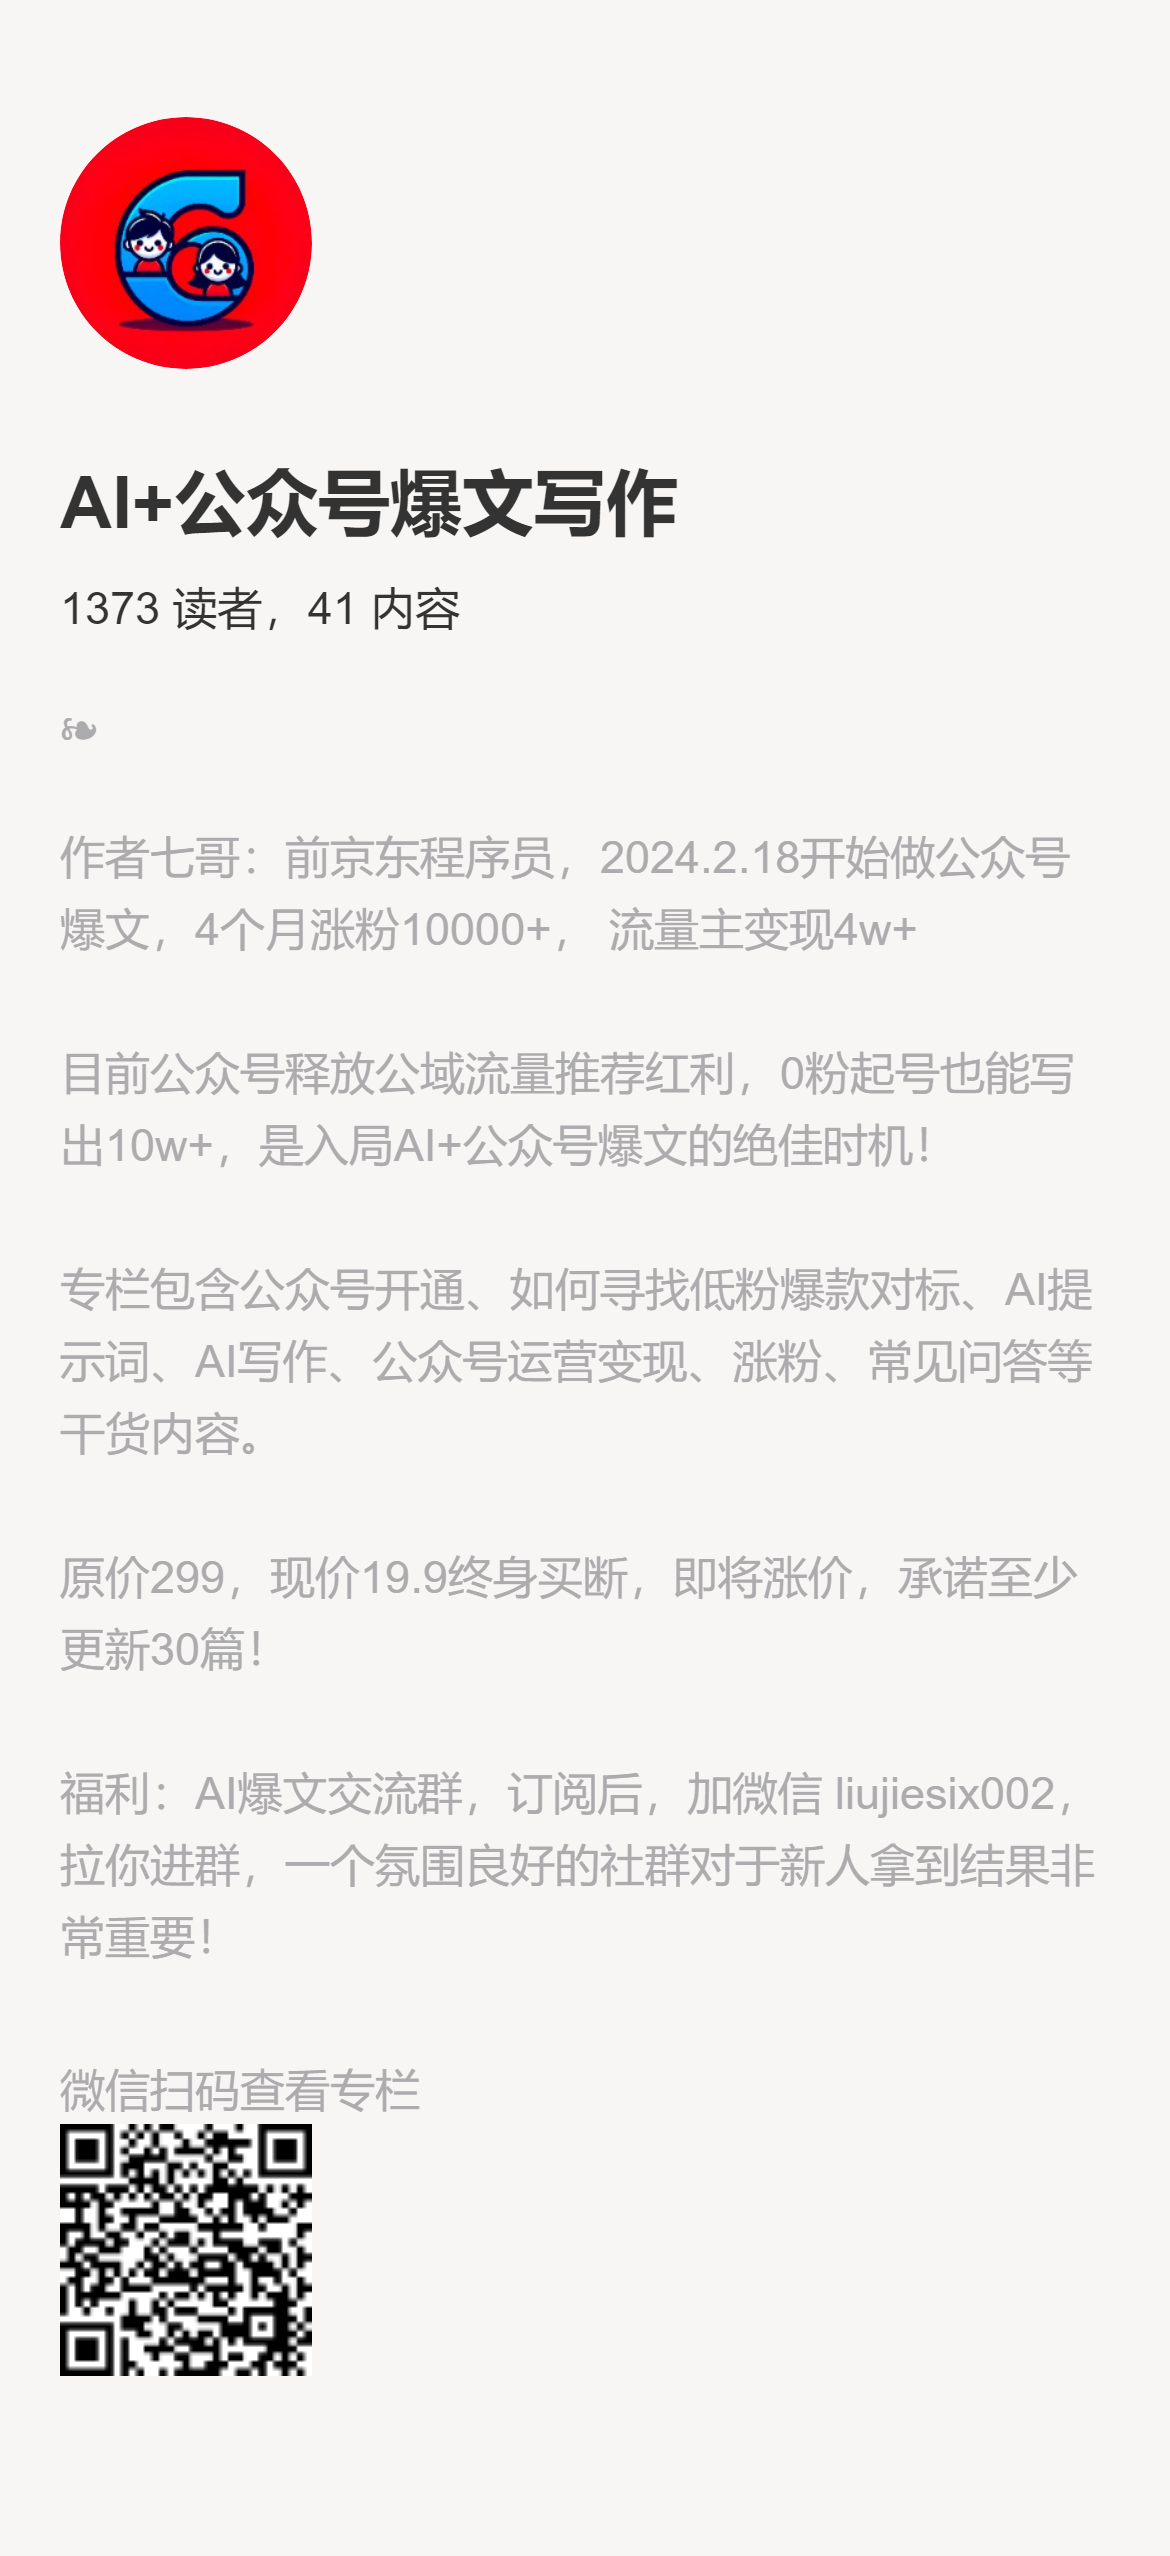 AI+公众号爆文写作
1373 读者，41 内容
❧
作者七哥：前京东程序员，2024.2.18开始做公众号
爆文，4个月涨粉10000+， 流量主变现4w+
目前公众号释放公域流量推荐红利，0粉起号也能写
出10w+，是入局AI+公众号爆文的绝佳时机！
专栏包含公众号开通、如何寻找低粉爆款对标、AI提
示词、AI写作、公众号运营变现、涨粉、常见问答等
干货内容。
原价299，现价19.9终身买断，即将涨价，承诺至少
更新30篇！
福利：AI爆文交流群，订阅后，加微信 liujiesix002，
拉你进群，一个氛围良好的社群对于新人拿到结果非
常重要！
微信扫码查看专栏